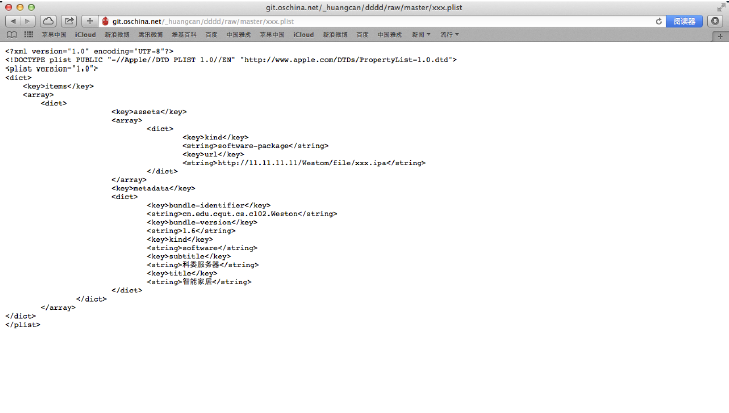 git.oschina.net/_huangcan/dddd/raw/master/xxx.plist
git.oschina.net/_huangcan/dddd/raw/master/xxx.plist
阅读器
苹果中国 iCloud 新浪微博 腾讯微博 维基百科 百度 中国雅虎 苹果中国 iCloud 新浪微博 百度 中国雅虎 新闻 流行
<?xml version="1.0" encoding="UTF-8"?>
<!DOCTYPE plist PUBLIC "-//Apple//DTD PLIST 1.0//EN" "http://www.apple.com/DTDs/PropertyList-1.0.dtd">
<plist version="1.0">
<dict>
<key>items</key>
<array>
<dict>
<key>assets</key>
<array>
<dict>
<key>kind</key>
<string>software-package</string>
<key>url</key>
<string>http://11.11.11.11/Westom/file/xxx.ipa</string>
</dict>
</array>
<key>metadata</key>
<dict>
<key>bundle-identifier</key>
<string>cn.edu.cqut.cs.c102.Weston</string>
<key>bundle-version</key>
<string>1.6</string>
<key>kind</key>
<string>software</string>
<key>subtitle</key>
<string>科委服务器</string>
<key>title</key>
<string>智能家居</string>
</dict>
</dict>
</array>
</dict>
</plist>